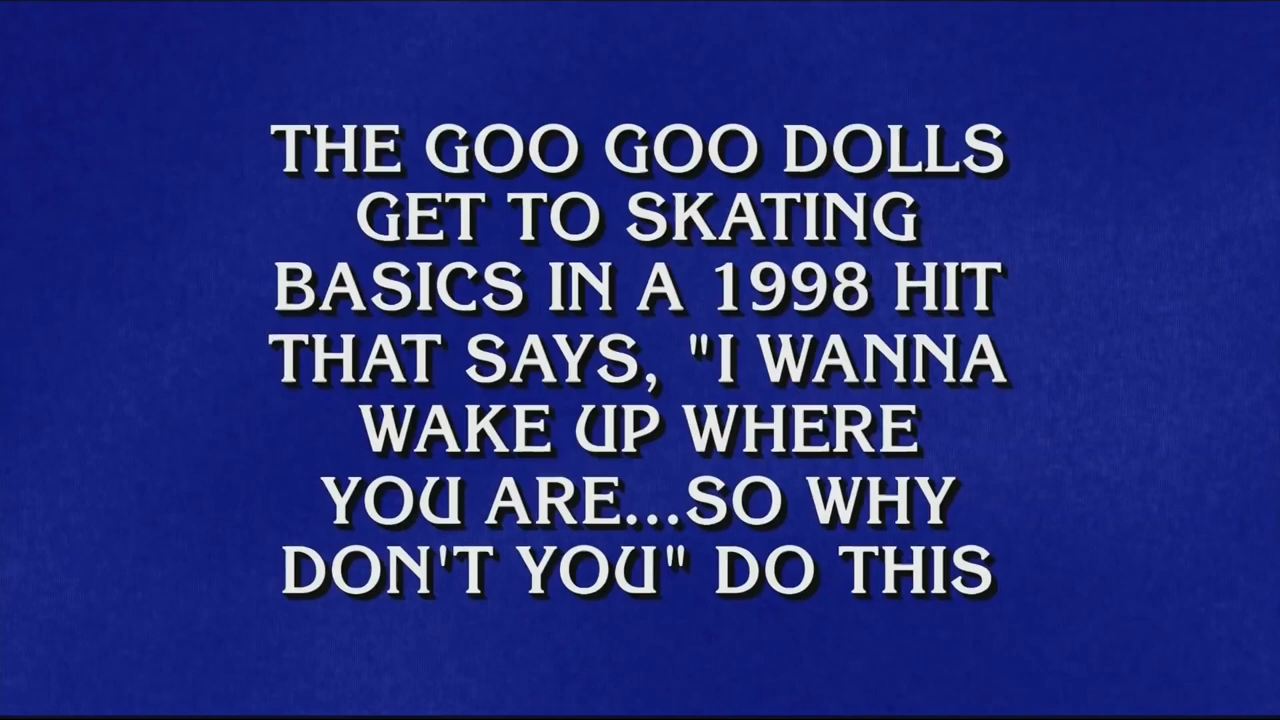 THE GOO GOO DOLLS
GET TO SKATING
BASICS IN A 1998 HIT
THAT SAYS, "I WANNA
WAKE UP WHERE
YOU ARE...SO WHY
DON'T YOU" DO THIS